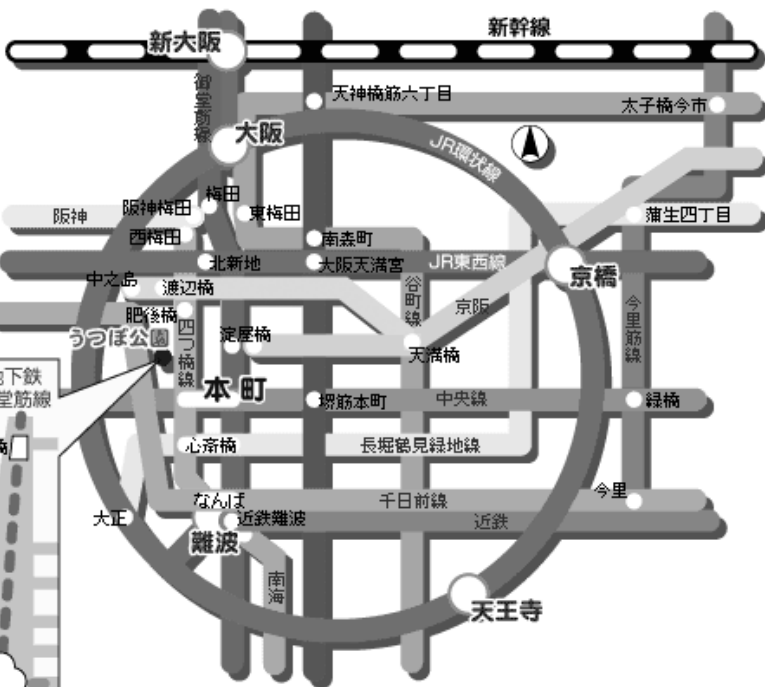 新幹線
新大阪
御堂筋線
天神橋筋六丁目
太子橋今市
大阪
JR環状線
梅田
阪神梅田
東梅田
阪神
西梅田
南森町
蒲生四丁目
北新地
大阪天満宮
JR東西線
京橋
中之島
渡辺橋
谷町線
京阪
肥後橋
四つ橋線
今里筋線
うつぼ公園
淀屋橋
天満橋
地下鉄
堂筋線
本町
堺筋本町
中央線
緑橋
心斎橋
長堀鶴見緑地線
橋
なんば
千日前線
今里
大正
近鉄難波
近鉄
難波
南海
天王寺